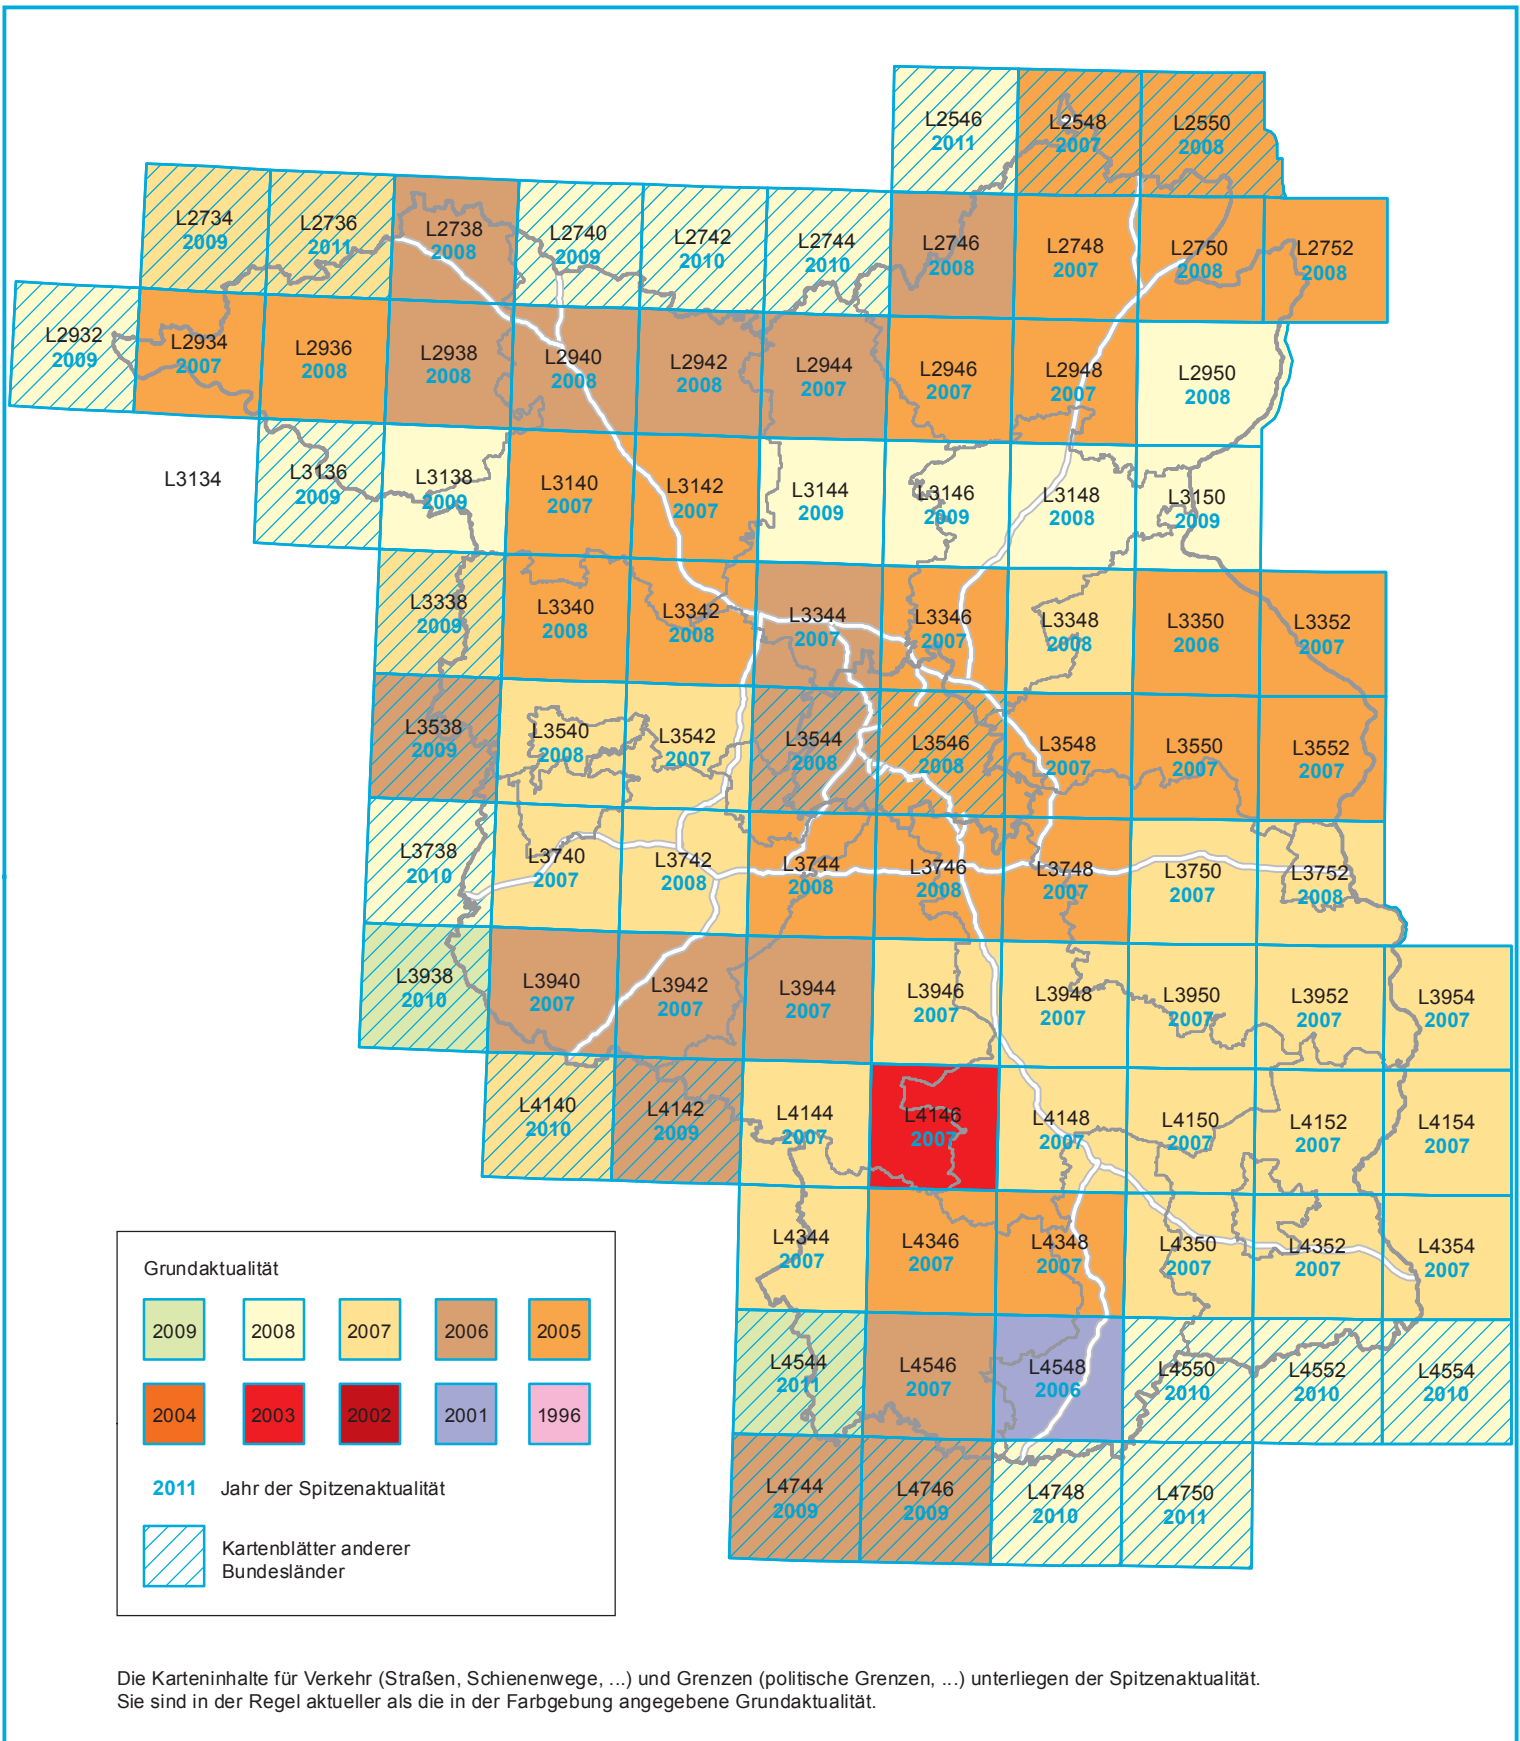 L2546
2011
L2548
2007
L2550
2008
L2734
2009
L2736
2011
L2738
2008
L2740
2009
L2742
2010
L2744
2010
L2746
2008
L2748
2007
L2750
2008
L2752
2008
L2932
2009
L2934
2007
L2936
2008
L2938
2008
L2940
2008
L2942
2008
L2944
2007
L2946
2007
L2948
2007
L2950
2008
L3134
L3136
2009
L3138
2009
L3140
2007
L3142
2007
L3144
2009
L3146
2009
L3148
2008
L3150
2009
L3338
2009
L3340
2008
L3342
2008
L3344
2007
L3346
2007
L3348
2008
L3350
2006
L3352
2007
L3538
2009
L3540
2008
L3542
2007
L3544
2008
L3546
2008
L3548
2007
L3550
2007
L3552
2007
L3738
2010
L3740
2007
L3742
2008
L3744
2008
L3746
2008
L3748
2007
L3750
2007
L3752
2008
L3938
2010
L3940
2007
L3942
2007
L3944
2007
L3946
2007
L3948
2007
L3950
2007
L3952
2007
L3954
2007
L4140
2010
L4142
2009
L4144
2007
L4146
2007
L4148
2007
L4150
2007
L4152
2007
L4154
2007
L4344
2007
L4346
2007
L4348
2007
L4350
2007
L4352
2007
L4354
2007
L4544
2011
L4546
2007
L4548
2006
L4550
2010
L4552
2010
L4554
2010
L4744
2009
L4746
2009
L4748
2010
L4750
2011
Grundaktualität
2009 2008 2007 2006 2005
2004 2003 2002 2001 1996
2011 Jahr der Spitzenaktualität
Kartenblätter anderer
Bundesländer
Die Karteninhalte für Verkehr (Straßen, Schienenwege, ...) und Grenzen (politische Grenzen, ...) unterliegen der Spitzenaktualität.
Sie sind in der Regel aktueller als die in der Farbgebung angegebene Grundaktualität.